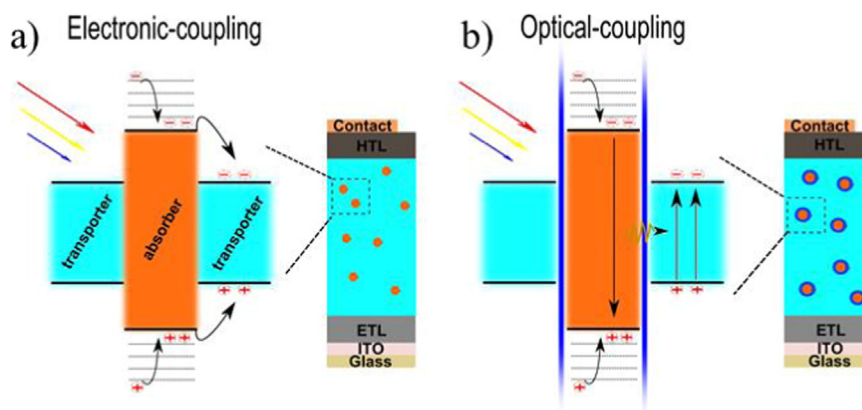 a) Electronic-coupling
transporter
absorber
transporter
Contact
HTL
ETL
ITO
Glass
b) Optical-coupling
Contact
HTL
ETL
ITO
Glass